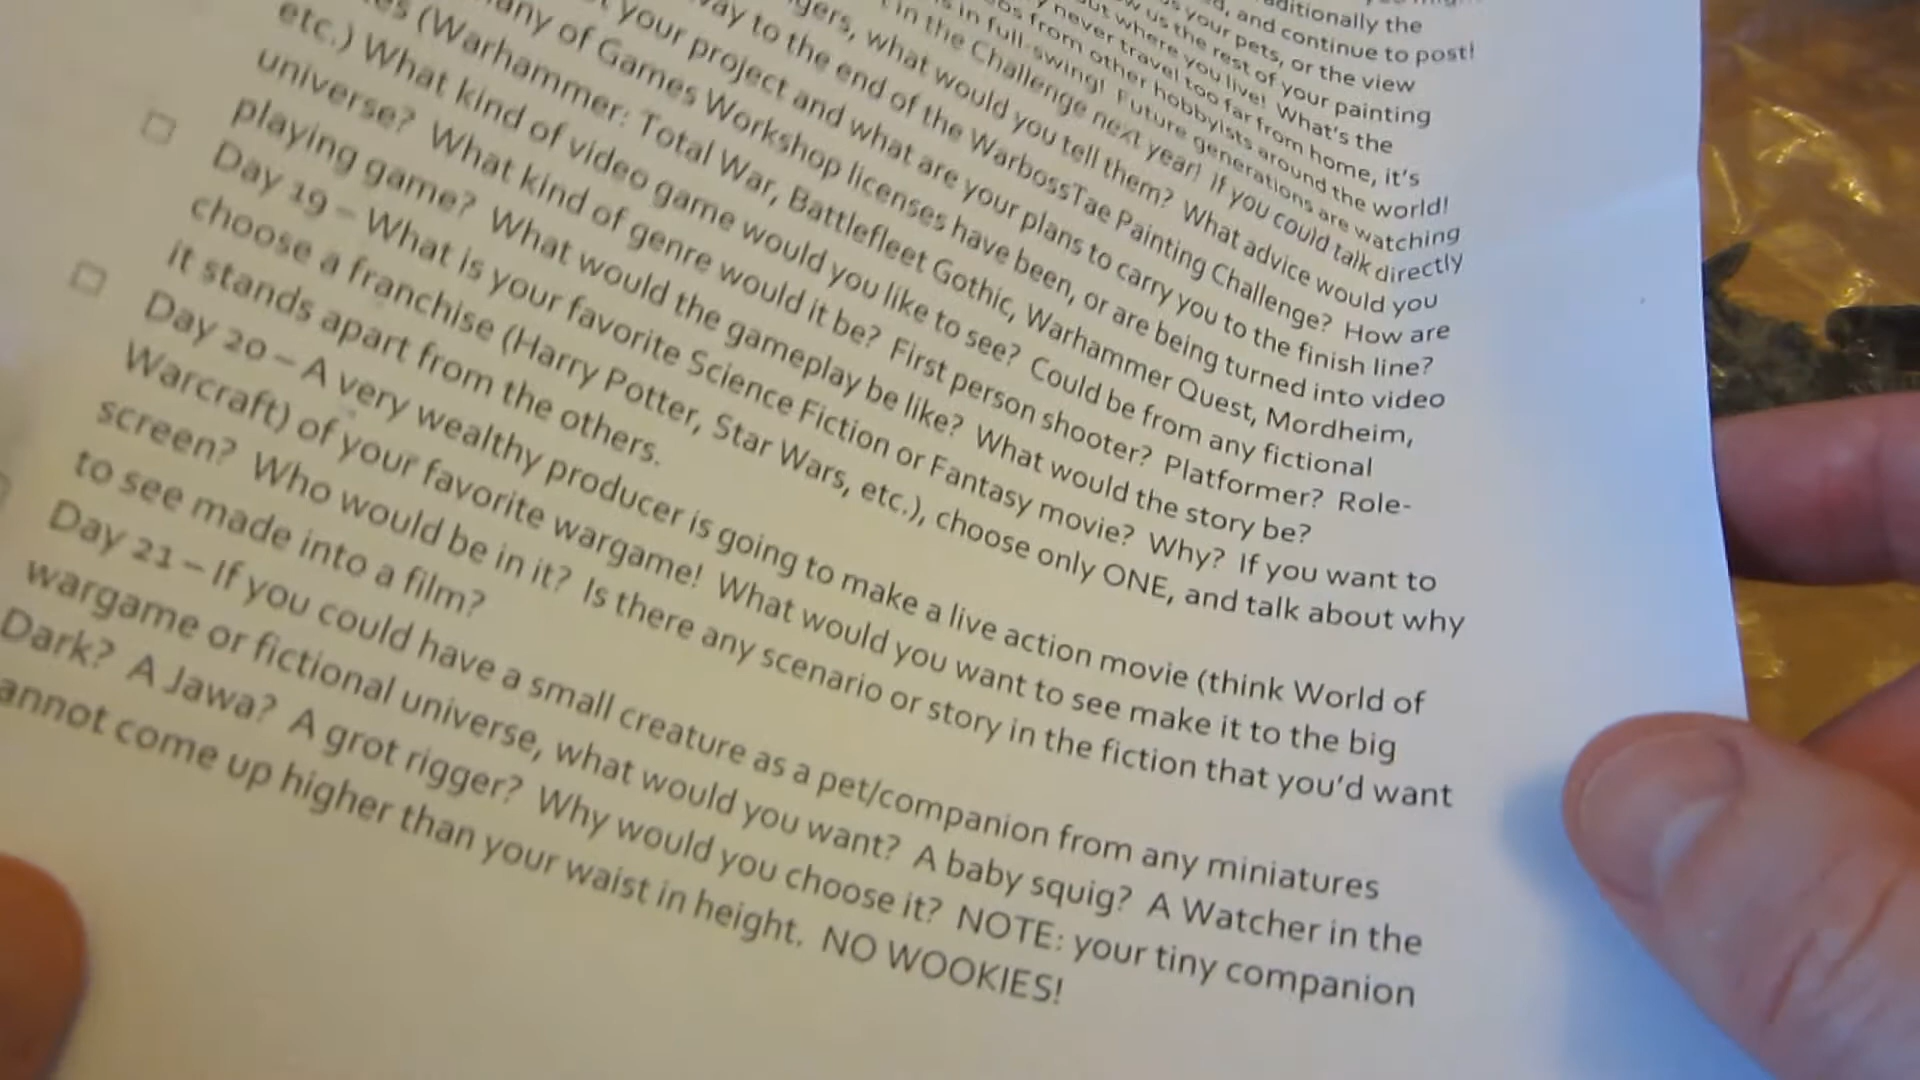 ditionally the
and continue to post!
your pets, or the view
us the rest of your painting
where you live! What's the
never travel too far from home, it's
from other hobbyists around the world!
in full-swing! Future generations are watching
in the Challenge next year! If you could talk directly
gers, what would you tell them? What advice would you
way to the end of the WarbossTae Painting Challenge? How are
your project and what are your plans to carry you to the finish line?
any of Games Workshop licenses have been, or are being turned into video
es (Warhammer: Total War, Battlefleet Gothic, Warhammer Quest, Mordheim,
etc.) What kind of video game would you like to see? Could be from any fictional
universe? What kind of genre would it be? First person shooter? Platformer? Role-
playing game? What would the gameplay be like? What would the story be?
Day 19 – What is your favorite Science Fiction or Fantasy movie? Why? If you want to
choose a franchise (Harry Potter, Star Wars, etc.), choose only ONE, and talk about why
it stands apart from the others.
Day 20 – A very wealthy producer is going to make a live action movie (think World of
Warcraft) of your favorite wargame! What would you want to see make it to the big
screen? Who would be in it? Is there any scenario or story in the fiction that you'd want
to see made into a film?
Day 21 – If you could have a small creature as a pet/companion from any miniatures
wargame or fictional universe, what would you want? A baby squig? A Watcher in the
Dark? A Jawa? A grot rigger? Why would you choose it? NOTE: your tiny companion
annot come up higher than your waist in height. NO WOOKIES!